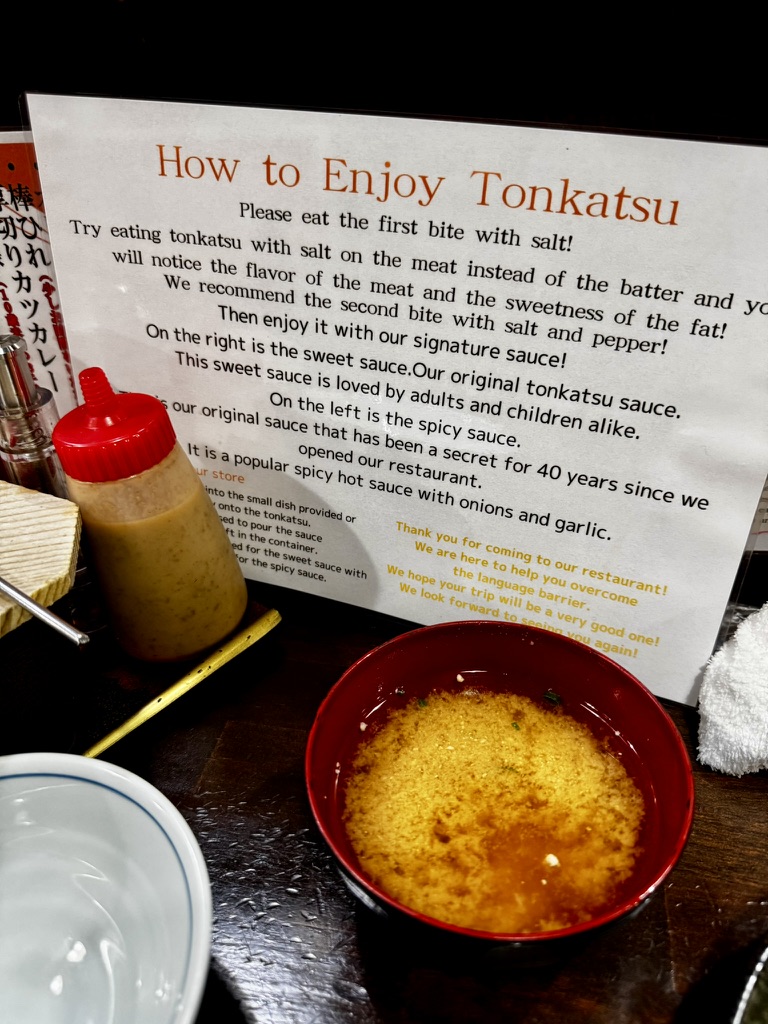 How to Enjoy Tonkatsu
Please eat the first bite with salt!
Try eating tonkatsu with salt on the meat instead of the batter and yo
will notice the flavor of the meat and the sweetness of the fat!
We recommend the second bite with salt and pepper!
Then enjoy it with our signature sauce!
On the right is the sweet sauce.Our original tonkatsu sauce.
This sweet sauce is loved by adults and children alike.
On the left is the spicy sauce.
is our original sauce that has been a secret for 40 years since we
opened our restaurant.
It is a popular spicy hot sauce with onions and garlic.
ur store
into the small dish provided or
onto the tonkatsu.
ed to pour the sauce
ft in the container.
ed for the sweet sauce with
for the spicy sauce.
Thank you for coming to our restaurant!
We are here to help you overcome
the language barrier.
We hope your trip will be a very good one!
We look forward to seeing you again!
棒ひれ
切りカツカレー